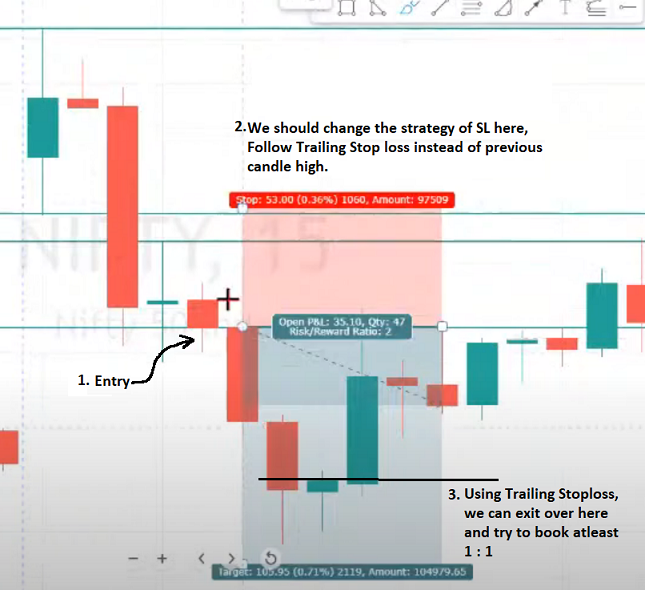 2.We should change the strategy of SL here,
Follow Trailing Stop loss instead of previous
candle high.
Stop: 53.00 (0.36%) 1060, Amount: 97509
NIFTY, 15
Nifty 50
Open P&L: 35.10, Qty: 47
Risk/Reward Ratio: 2
1. Entry
3. Using Trailing Stoploss,
we can exit over here
and try to book atleast
1 : 1
Target: 105.95 (0.71%) 2119, Amount: 104979.65